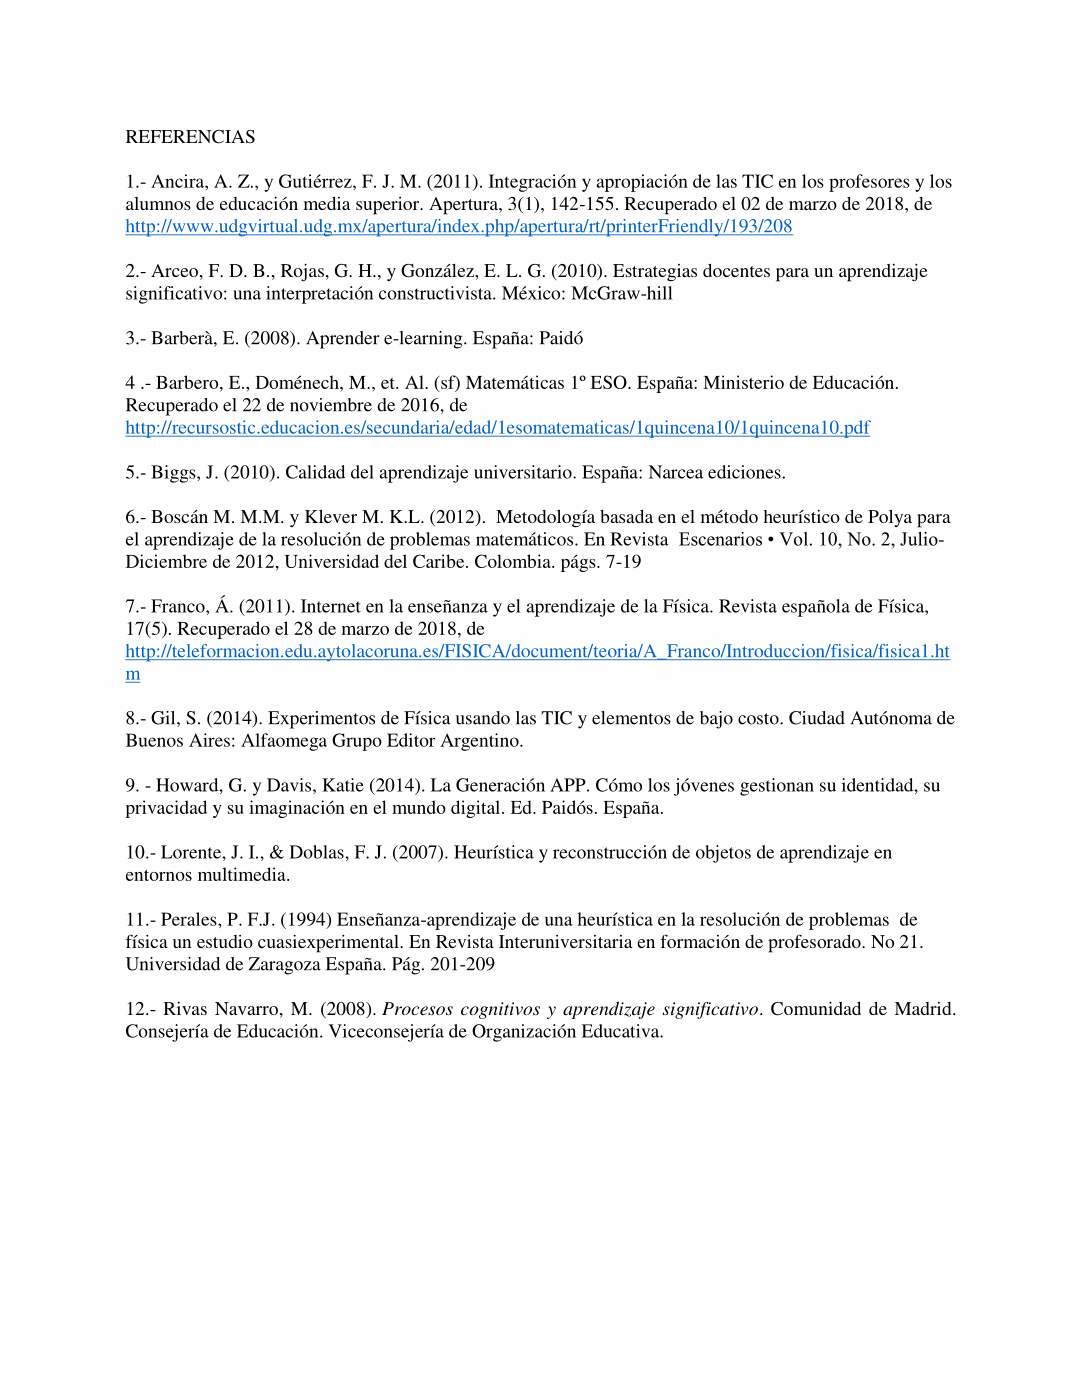 REFERENCIAS
1.- Ancira, A. Z., y Gutiérrez, F. J. M. (2011). Integración y apropiación de las TIC en los profesores y los
alumnos de educación media superior. Apertura, 3(1), 142-155. Recuperado el 02 de marzo de 2018, de
http://www.udgvirtual.udg.mx/apertura/index.php/apertura/rt/printerFriendly/193/208
2.- Arceo, F. D. B., Rojas, G. H., y González, E. L. G. (2010). Estrategias docentes para un aprendizaje
significativo: una interpretación constructivista. México: McGraw-hill
3.- Barberà, E. (2008). Aprender e-learning. España: Paidó
4 .- Barbero, E., Doménech, M., et. Al. (sf) Matemáticas 1º ESO. España: Ministerio de Educación.
Recuperado el 22 de noviembre de 2016, de
http://recursostic.educacion.es/secundaria/edad/1esomatematicas/1quincena10/1quincena10.pdf
5.- Biggs, J. (2010). Calidad del aprendizaje universitario. España: Narcea ediciones.
6.- Boscán M. M.M. y Klever M. K.L. (2012).  Metodología basada en el método heurístico de Polya para
el aprendizaje de la resolución de problemas matemáticos. En Revista  Escenarios • Vol. 10, No. 2, Julio-
Diciembre de 2012, Universidad del Caribe. Colombia. págs. 7-19
7.- Franco, Á. (2011). Internet en la enseñanza y el aprendizaje de la Física. Revista española de Física,
17(5). Recuperado el 28 de marzo de 2018, de
http://teleformacion.edu.aytolacoruna.es/FISICA/document/teoria/A_Franco/Introduccion/fisica/fisica1.ht
m
8.- Gil, S. (2014). Experimentos de Física usando las TIC y elementos de bajo costo. Ciudad Autónoma de
Buenos Aires: Alfaomega Grupo Editor Argentino.
9. - Howard, G. y Davis, Katie (2014). La Generación APP. Cómo los jóvenes gestionan su identidad, su
privacidad y su imaginación en el mundo digital. Ed. Paidós. España.
10.- Lorente, J. I., & Doblas, F. J. (2007). Heurística y reconstrucción de objetos de aprendizaje en
entornos multimedia.
11.- Perales, P. F.J. (1994) Enseñanza-aprendizaje de una heurística en la resolución de problemas  de
física un estudio cuasiexperimental. En Revista Interuniversitaria en formación de profesorado. No 21.
Universidad de Zaragoza España. Pág. 201-209
12.- Rivas Navarro, M. (2008). Procesos cognitivos y aprendizaje significativo. Comunidad de Madrid.
Consejería de Educación. Viceconsejería de Organización Educativa.